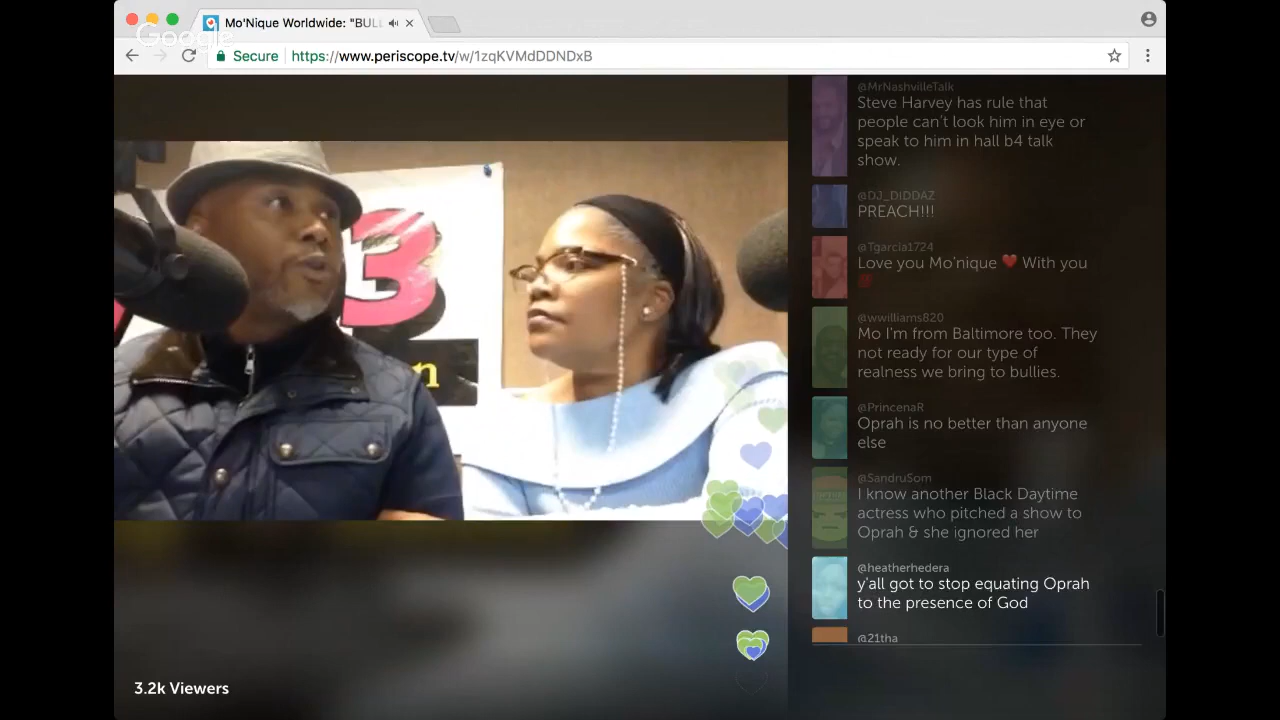 Mo'Nique Worldwide: "BULL
Google
Secure
https://www.periscope.tv/w/1zqKVMdDDNDxB
@MrNashvilleTalk
Steve Harvey has rule that
people can't look him in eye or
speak to him in hall b4 talk
show.
@DJ_DIDDAZ
PREACH!!!
@Tgarcia1724
Love you Mo'nique ❤️ With you
@wwilliams820
Mo I'm from Baltimore too. They
not ready for our type of
realness we bring to bullies.
@PrincenaR
Oprah is no better than anyone
else
@SandruSom
I know another Black Daytime
actress who pitched a show to
Oprah & she ignored her
@heatherhedera
y'all got to stop equating Oprah
to the presence of God
@21tha
3
n
3.2k Viewers